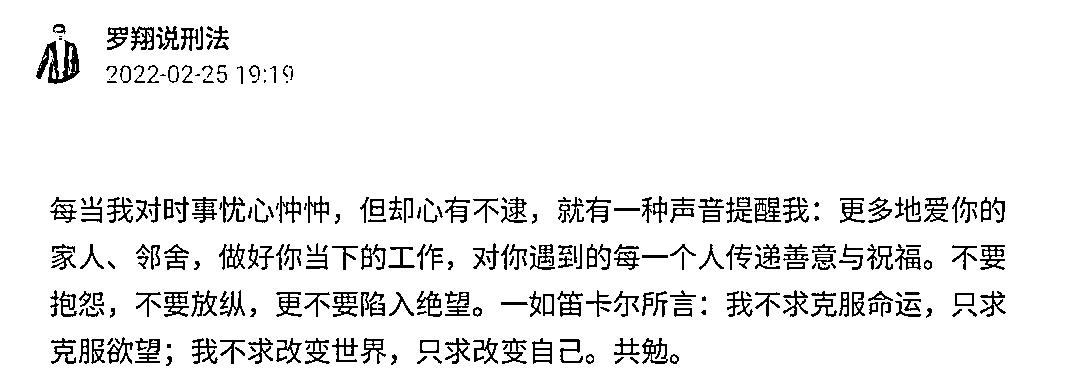 罗翔说刑法
2022-02-25 19:19
每当我对时事忧心忡忡，但却心有不逮，就有一种声音提醒我：更多地爱你的
家人、邻舍，做好你当下的工作，对你遇到的每一个人传递善意与祝福。不要
抱怨，不要放纵，更不要陷入绝望。一如笛卡尔所言：我不求克服命运，只求
克服欲望；我不求改变世界，只求改变自己。共勉。